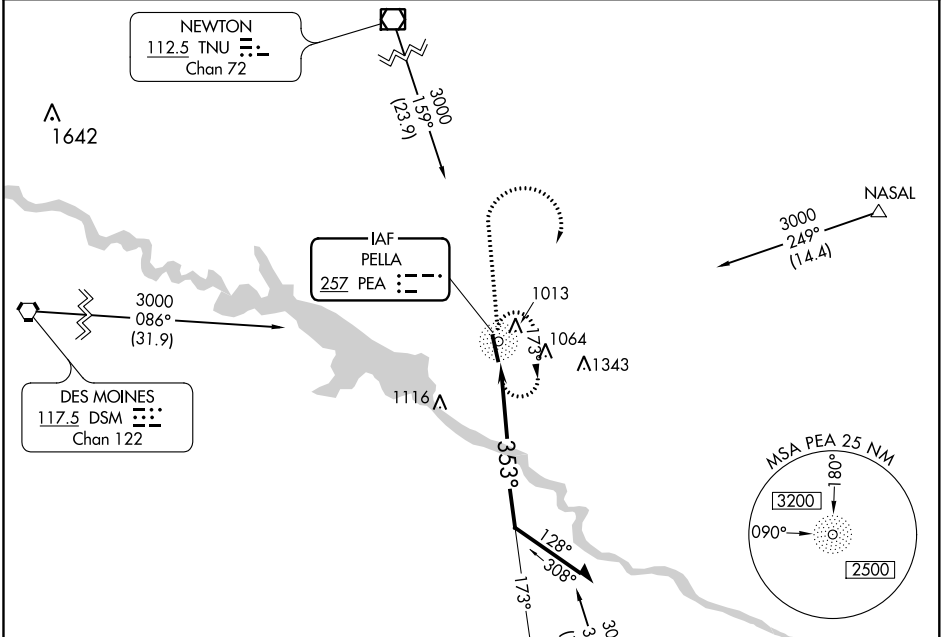 NEWTON
112.5 TNU
Chan 72
1642
3000
159°
(23.9)
NASAL
3000
249°
(14.4)
IAF
PELLA
257 PEA
1013
173°
1064
1343
3000
086°
(31.9)
DES MOINES
117.5 DSM
Chan 122
1116
353°
MSA PEA 25 NM
180°
3200
090°
2500
128°
308°
173°